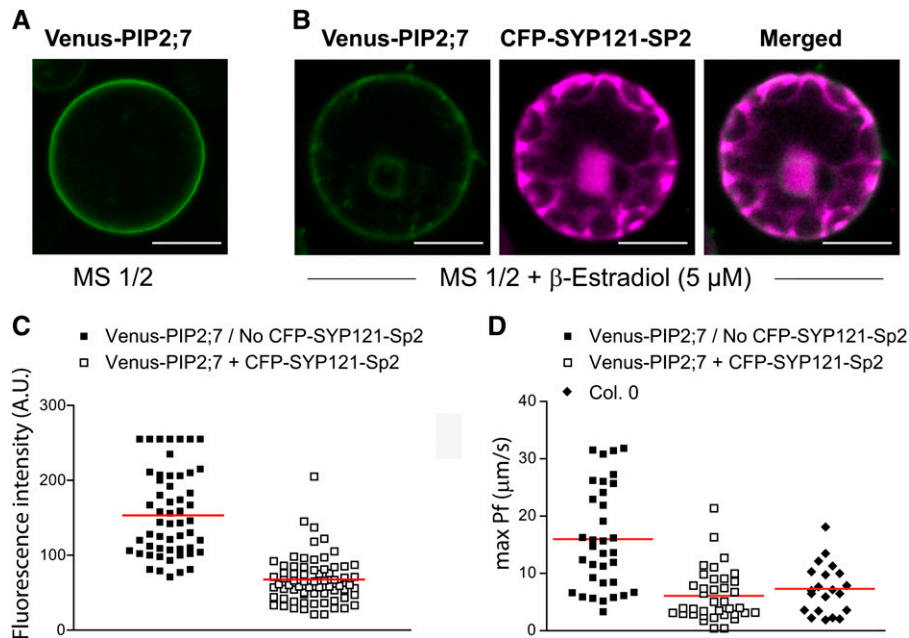 A
Venus-PIP2;7
MS 1/2
B
Venus-PIP2;7 CFP-SYP121-SP2 Merged
MS 1/2 + β-Estradiol (5 μM)
C
■ Venus-PIP2;7 / No CFP-SYP121-Sp2
□ Venus-PIP2;7 + CFP-SYP121-Sp2
Fluorescence intensity (A.U.)
300
200
100
0
D
■ Venus-PIP2;7 / No CFP-SYP121-Sp2
□ Venus-PIP2;7 + CFP-SYP121-Sp2
◆ Col. 0
max Pf (μm/s)
40
30
20
10
0